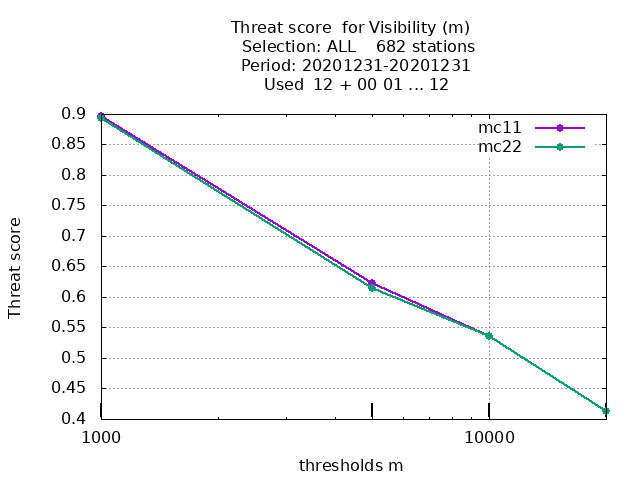 Threat score  for Visibility (m)
Selection: ALL    682 stations
Period: 20201231-20201231
Used  12 + 00 01 ... 12
mc11
mc22
0.9
0.85
0.8
0.75
0.7
0.65
0.6
0.55
0.5
0.45
0.4
Threat score
1000
10000
thresholds m